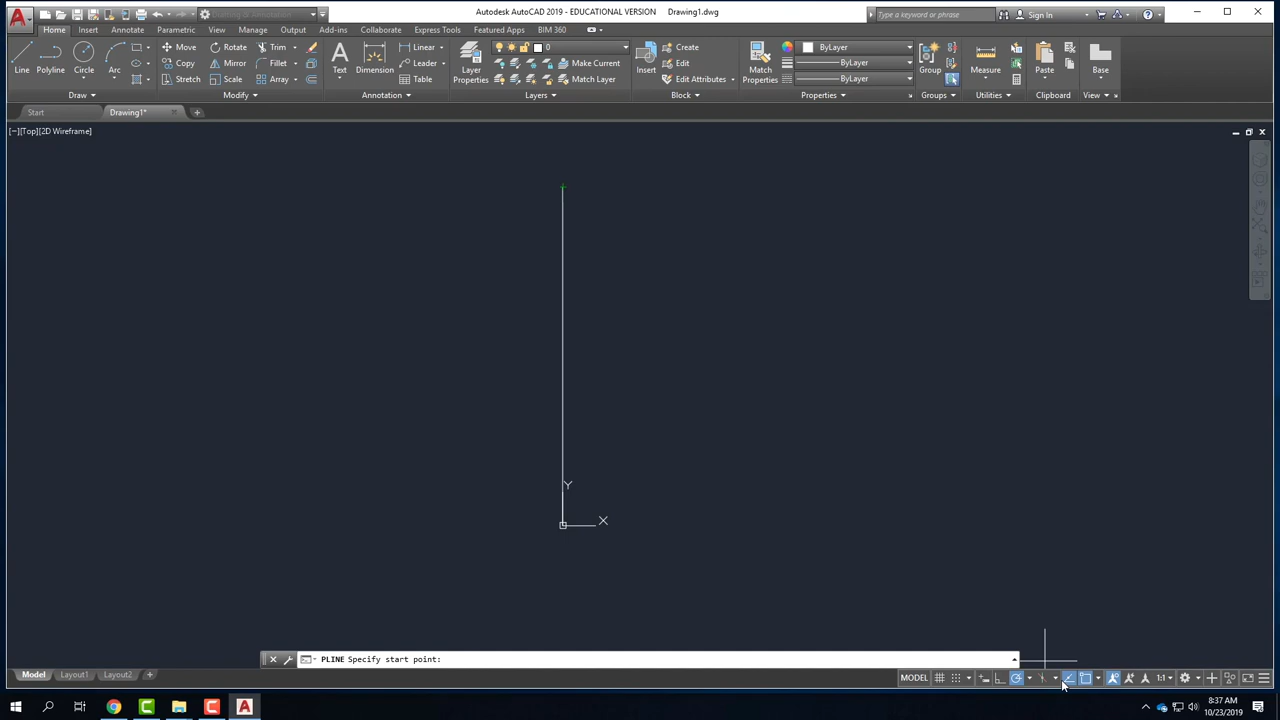 Drafting & Annotation
Autodesk AutoCAD 2019 - EDUCATIONAL VERSION Drawing1.dwg
Type a keyword or phrase
Sign In
Home Insert Annotate Parametric View Manage Output Add-ins Collaborate Express Tools Featured Apps BIM 360
Line
Polyline
Circle
Arc
Move
Rotate
Trim
Copy
Mirror
Fillet
Stretch
Scale
Array
Text
Dimension
Linear
Leader
Table
Layer
Properties
0
Make Current
Match Layer
Insert
Create
Edit
Edit Attributes
Match
Properties
ByLayer
ByLayer
ByLayer
Group
Measure
Paste
Base
Draw Modify Annotation Layers Block Properties Groups Utilities Clipboard View
Start Drawing1*
[−][Top][2D Wireframe]
Y
X
PLINE Specify start point:
Model Layout1 Layout2
MODEL
1:1
8:37 AM
10/23/2019